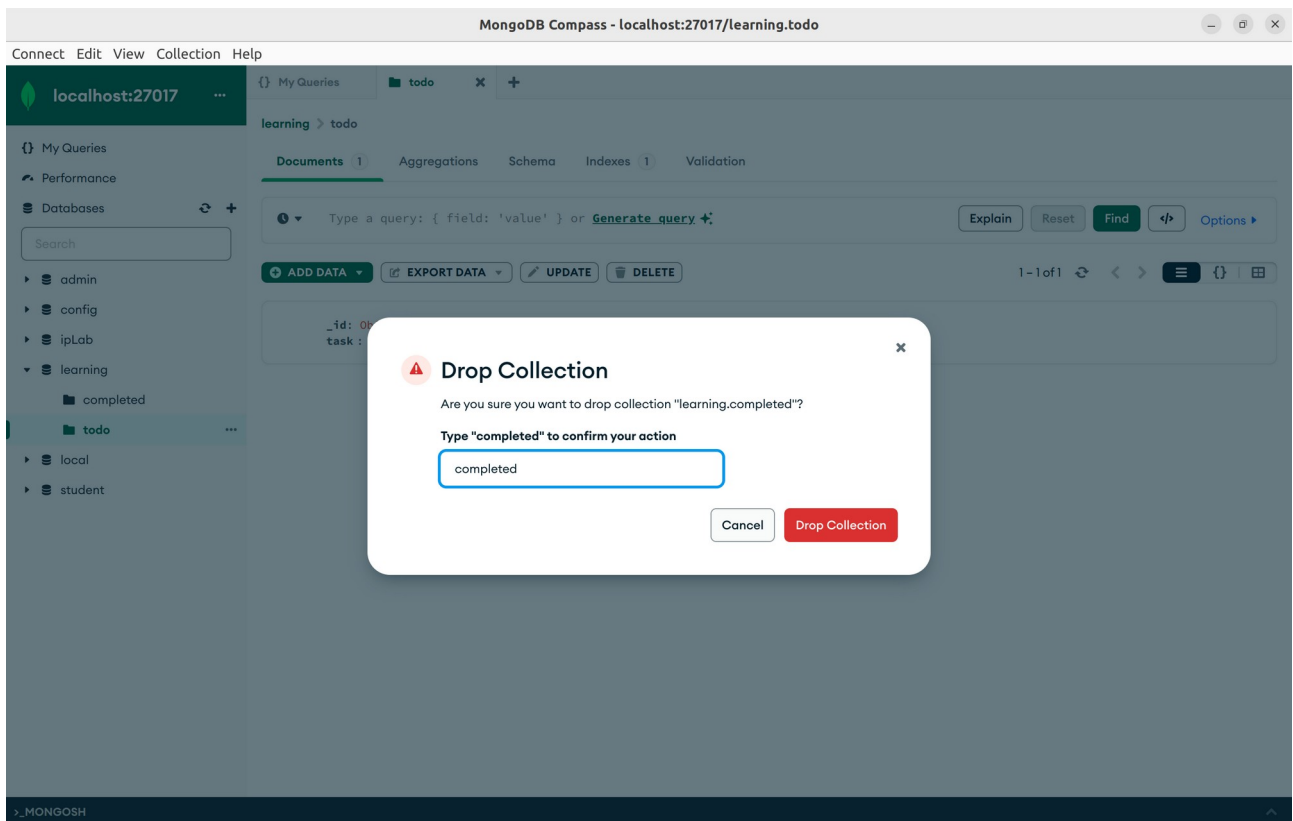 MongoDB Compass - localhost:27017/learning.todo
Connect Edit View Collection Help
localhost:27017 ...
{} My Queries
todo
{} My Queries
Performance
Databases
Search
admin
config
ipLab
learning
completed
todo ...
local
student
learning > todo
Documents 1 Aggregations Schema Indexes 1 Validation
Type a query: { field: 'value' } or Generate query
Explain Reset Find </> Options
ADD DATA EXPORT DATA UPDATE DELETE
1 - 1 of 1 {}
_id:
task :
Drop Collection
Are you sure you want to drop collection "learning.completed"?
Type "completed" to confirm your action
completed
Cancel Drop Collection
>_MONGOSH